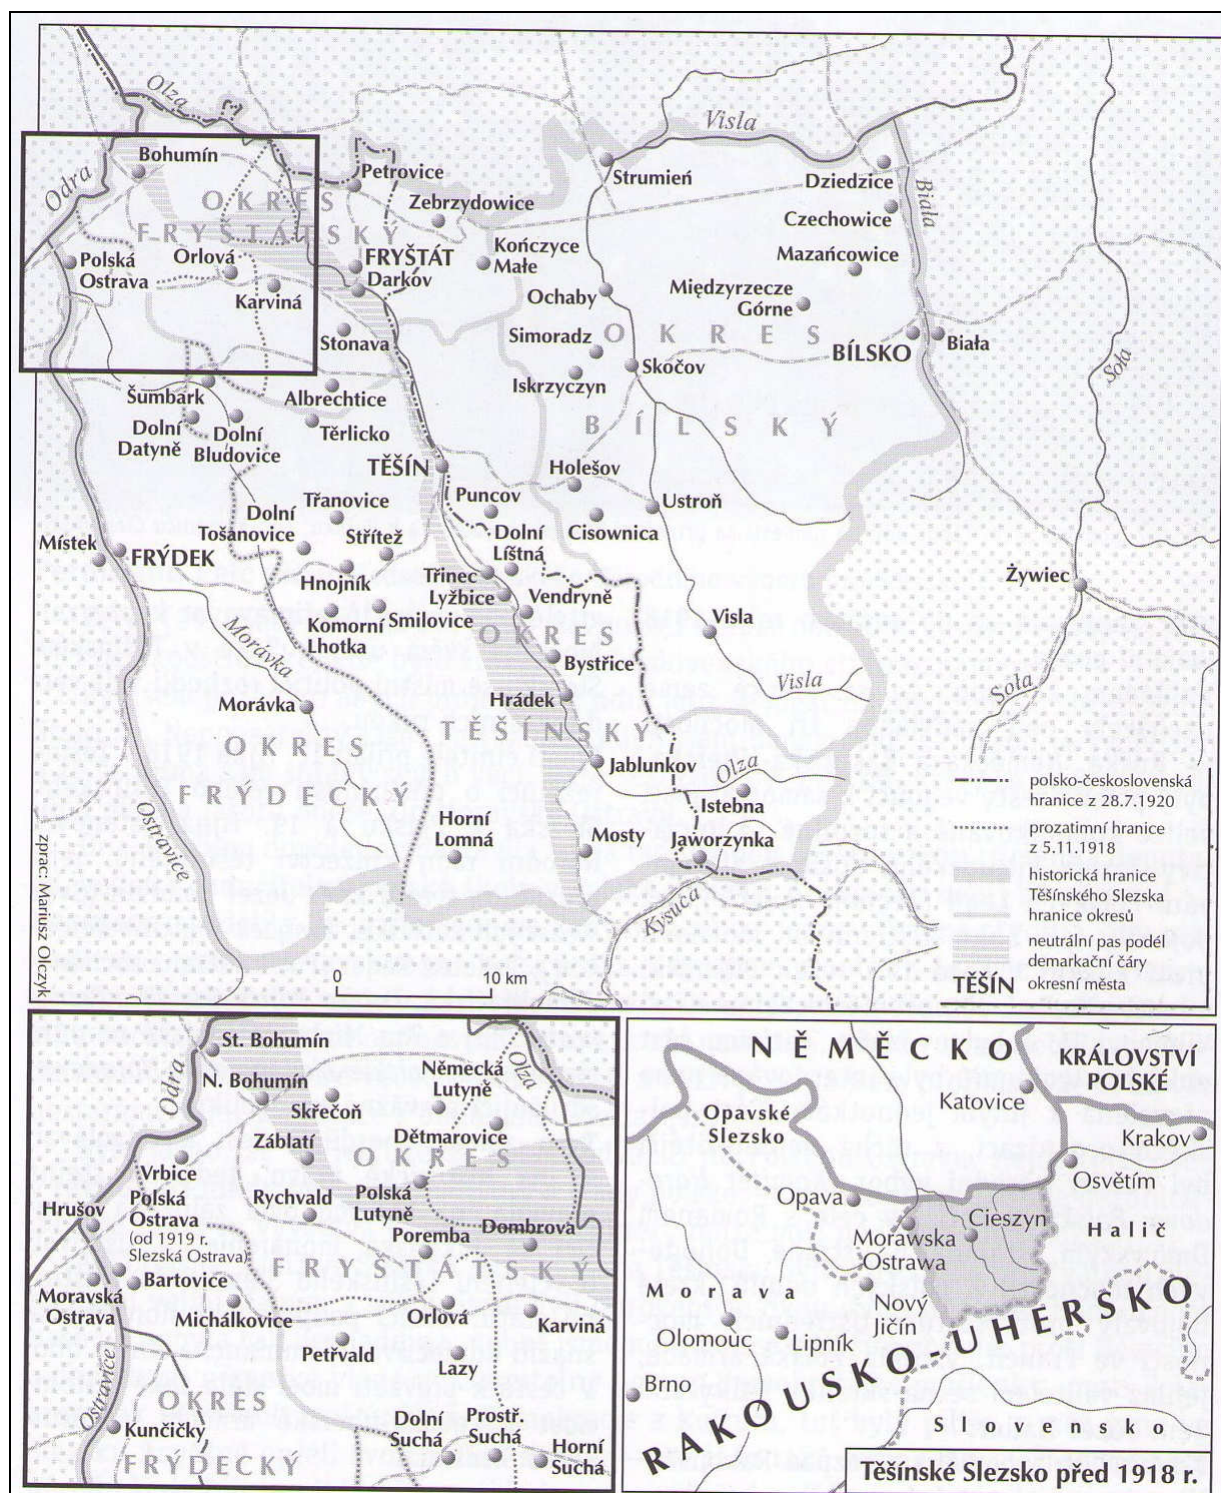 Olza
Visla
Odra
Bohumín
Petrovice
Strumień
Dziedzice
Biała
OKRES
Zebrzydowice
Czechowice
FRYŠTÁTSKÝ
FRYŠTÁT
Kończyce
Małe
Mazańcowice
Polská
Ostrava
Orlová
Darkóv
Karviná
Ochaby
Międzyrzecze
Górne
Stonava
Simoradz
OKRES
BÍLSKO
Biała
Skočov
Soła
Iskrzyczyn
Šumbark
Albrechtice
Dolní
Datyně
Dolní
Bludovice
Těrlicko
BÍLSKÝ
TĚŠÍN
Holešov
Puncov
Ustroń
Třanovice
Cisownica
Dolní
Tošanovice
Střítež
Dolní
Líštná
Místek
FRÝDEK
Hnojník
Třinec
Lyžbice
Vendryně
Żywiec
Komorní
Lhotka
Smilovice
OKRES
Visla
Morávka
Bystřice
Visla
Soła
Morávka
Hrádek
OKRES
TĚŠÍNSKÝ
Jablunkov
Olza
Istebna
FRÝDECKÝ
Ostravice
Horní
Lomná
Mosty
Jaworzynka
Kysuca
zprac: Mariusz Olczyk
0 10 km
polsko-československá
hranice z 28.7.1920
prozatimní hranice
z 5.11.1918
historická hranice
Těšínského Slezska
hranice okresů
neutrální pas podél
demarkační čáry
TĚŠÍN okresní města
St. Bohumín
Odra
N. Bohumín
Skřečoň
Německá
Lutyně
Olza
Záblatí
Dětmarovice
OKRES
Vrbice
Hrušov
Polská
Ostrava
(od 1919 r.
Slezská Ostrava)
Rychvald
Polská
Lutyně
Dombrova
Poremba
FRYŠTÁTSKÝ
Bartovice
Moravská
Ostrava
Michálkovice
Orlová
Karviná
Petřvald
Lazy
Ostravice
OKRES
Kunčičky
FRÝDECKÝ
Dolní
Suchá
Prostř.
Suchá
Horní
Suchá
NĚMĚCKO
KRÁLOVSTVÍ
POLSKÉ
Katovice
Opavské
Slezsko
Krakov
Osvětím
Opava
Cieszyn
Halič
Morawska
Ostrawa
Morava
Nový
Jičín
Olomouc
Lipník
Brno
RAKOUSKO-UHERSKO
Slovensko
Těšínské Slezsko před 1918 r.